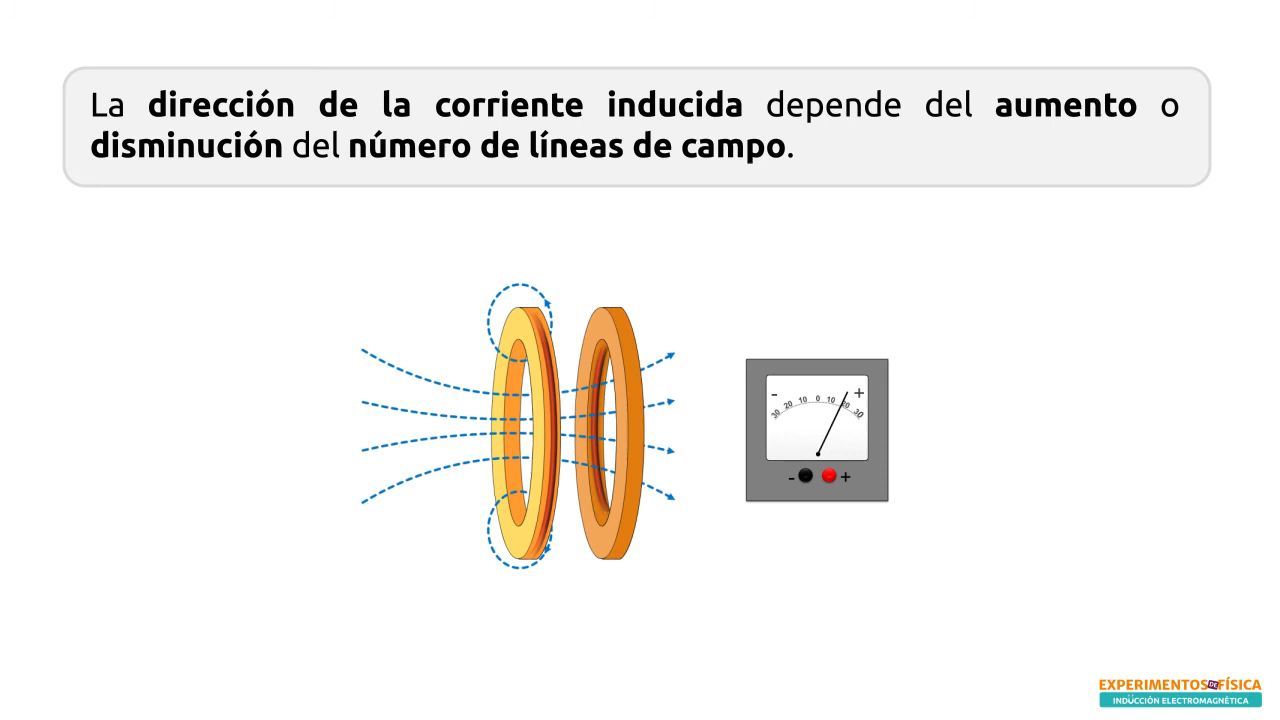 La dirección de la corriente inducida depende del aumento o
disminución del número de líneas de campo.
- +
30 20 10 0 10 20 30
- +
EXPERIMENTOS DE FÍSICA
INDUCCIÓN ELECTROMAGNÉTICA